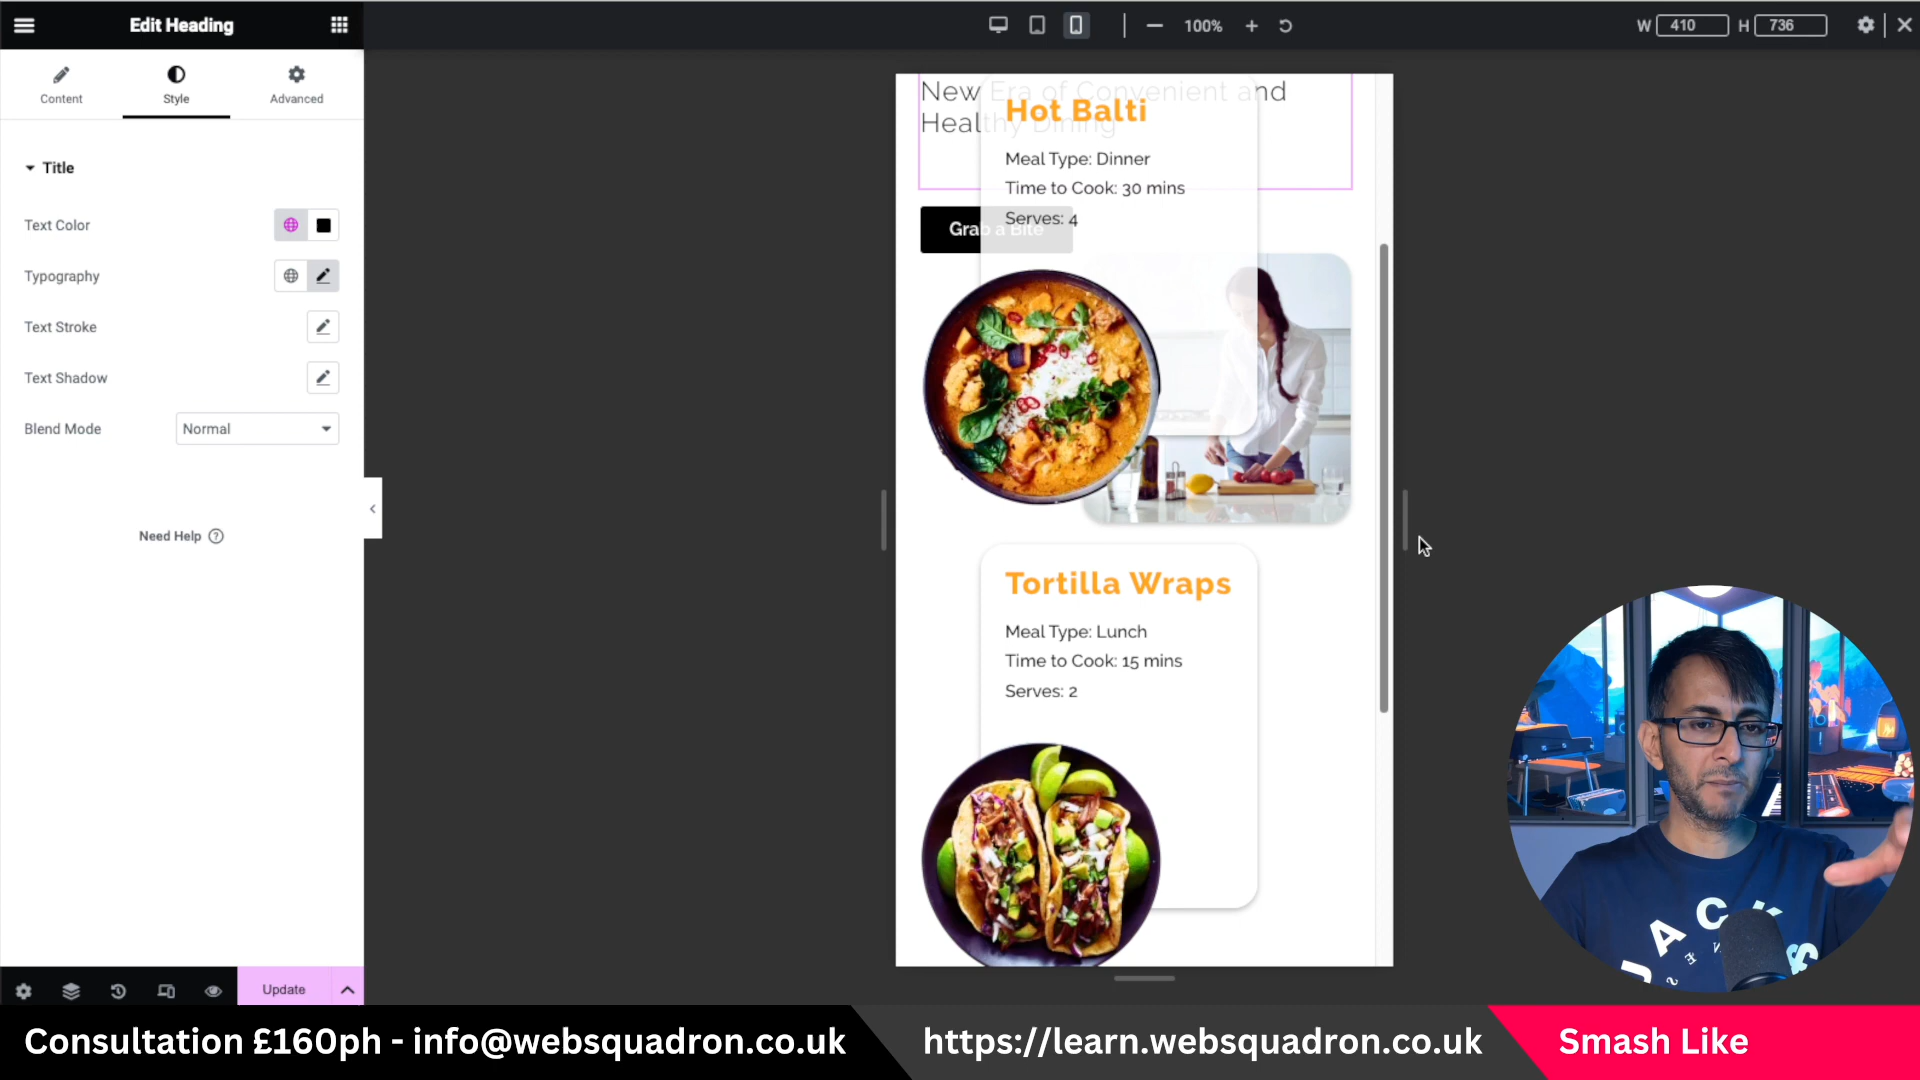 Edit Heading
100%
W 410 H 736
Content
Style
Advanced
Title
Text Color
Typography
Text Stroke
Text Shadow
Blend Mode
Normal
Need Help
Update
New Era of Convenient and
Healthy Dining
Hot Balti
Meal Type: Dinner
Time to Cook: 30 mins
Serves: 4
Grab a Bite
Tortilla Wraps
Meal Type: Lunch
Time to Cook: 15 mins
Serves: 2
Consultation £160ph - info@websquadron.co.uk
https://learn.websquadron.co.uk
Smash Like